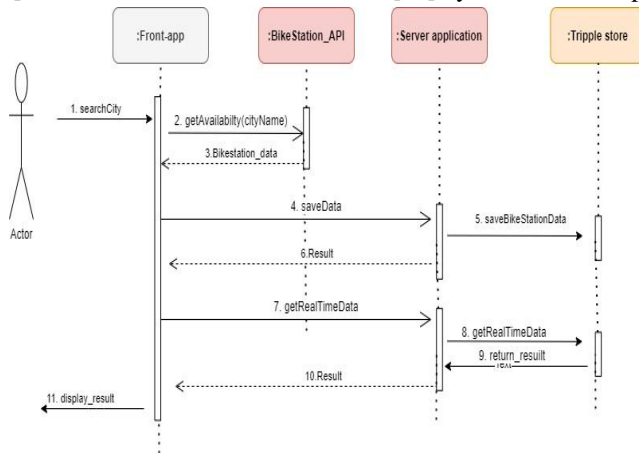 :Front-app
:BikeStation_API
:Server application
:Tripple store
1. searchCity
2. getAvailabilty(cityName)
3.Bikestation_data
4. saveData
5. saveBikeStationData
Actor
6.Result
7. getRealTimeData
8. getRealTimeData
9. return_resuilt
10.Result
11. display_result